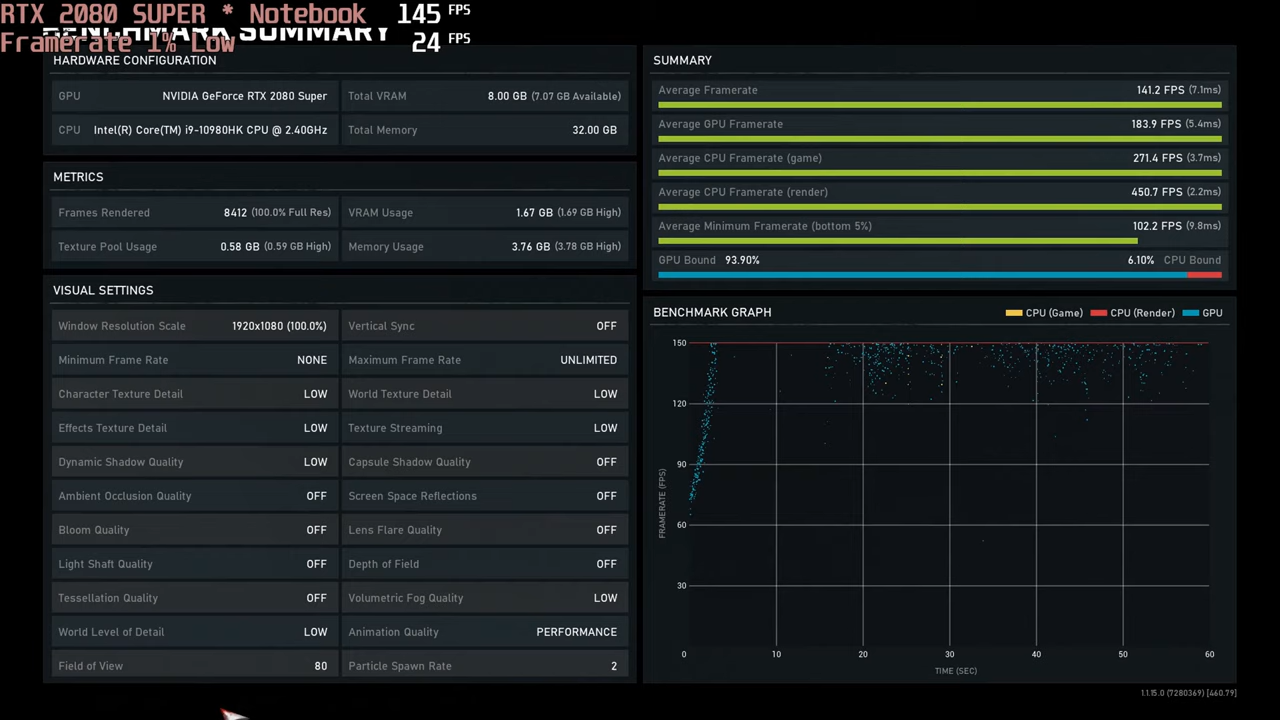 RTX 2080 SUPER * Notebook 145 FPS
BENCHMARK SUMMARY
Framerate 1% Low 24 FPS
HARDWARE CONFIGURATION
GPU NVIDIA GeForce RTX 2080 Super Total VRAM 8.00 GB (7.07 GB Available)
CPU Intel(R) Core(TM) i9-10980HK CPU @ 2.40GHz Total Memory 32.00 GB
METRICS
Frames Rendered 8412 (100.0% Full Res) VRAM Usage 1.67 GB (1.69 GB High)
Texture Pool Usage 0.58 GB (0.59 GB High) Memory Usage 3.76 GB (3.78 GB High)
VISUAL SETTINGS
Window Resolution Scale 1920x1080 (100.0%) Vertical Sync OFF
Minimum Frame Rate NONE Maximum Frame Rate UNLIMITED
Character Texture Detail LOW World Texture Detail LOW
Effects Texture Detail LOW Texture Streaming LOW
Dynamic Shadow Quality LOW Capsule Shadow Quality OFF
Ambient Occlusion Quality OFF Screen Space Reflections OFF
Bloom Quality OFF Lens Flare Quality OFF
Light Shaft Quality OFF Depth of Field OFF
Tessellation Quality OFF Volumetric Fog Quality LOW
World Level of Detail LOW Animation Quality PERFORMANCE
Field of View 80 Particle Spawn Rate 2
SUMMARY
Average Framerate 141.2 FPS (7.1ms)
Average GPU Framerate 183.9 FPS (5.4ms)
Average CPU Framerate (game) 271.4 FPS (3.7ms)
Average CPU Framerate (render) 450.7 FPS (2.2ms)
Average Minimum Framerate (bottom 5%) 102.2 FPS (9.8ms)
GPU Bound 93.90% 6.10% CPU Bound
BENCHMARK GRAPH CPU (Game) CPU (Render) GPU
150
120
90
60
30
FRAMERATE (FPS)
0 10 20 30 40 50 60
TIME (SEC)
1.1.15.0 (7280369) [460.79]